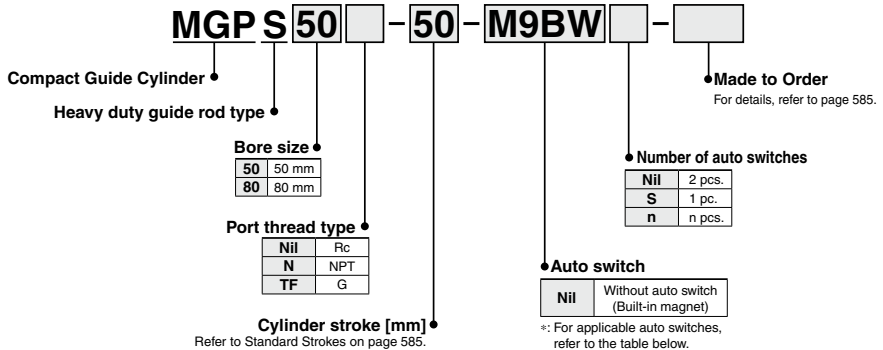 MGP S 50 – 50 – M9BW –
Compact Guide Cylinder
Made to Order
For details, refer to page 585.
Heavy duty guide rod type
Bore size
50 50 mm
80 80 mm
Number of auto switches
Nil 2 pcs.
S 1 pc.
n n pcs.
Port thread type
Nil Rc
N NPT
TF G
Auto switch
Nil Without auto switch
(Built-in magnet)
∗: For applicable auto switches,
refer to the table below.
Cylinder stroke [mm]
Refer to Standard Strokes on page 585.